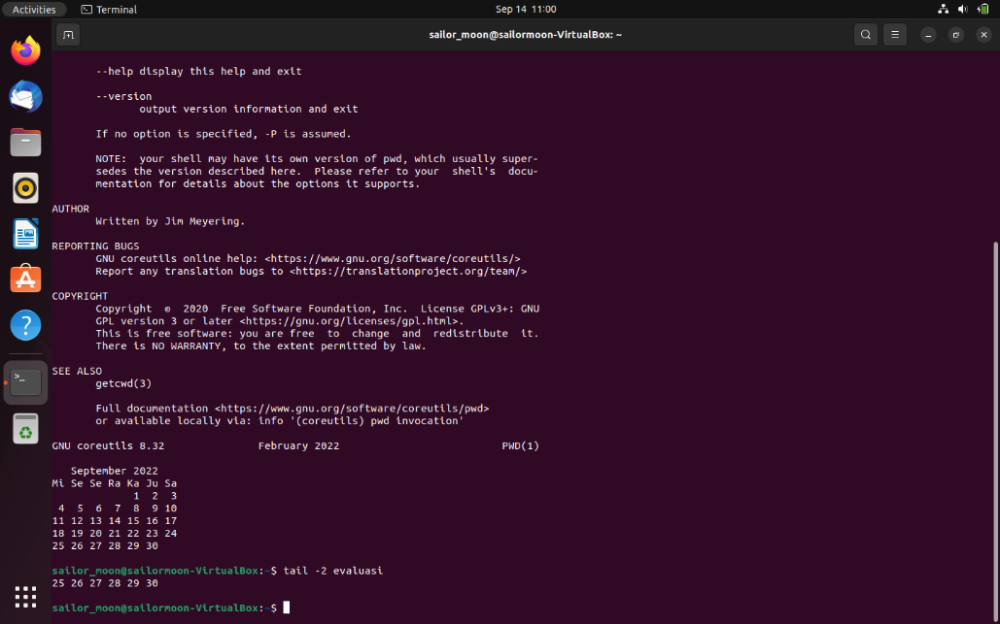 Activities
Terminal
Sep 14 11:00
sailor_moon@sailormoon-VirtualBox: ~
--help display this help and exit
--version
output version information and exit
If no option is specified, -P is assumed.
NOTE: your shell may have its own version of pwd, which usually super-
sedes the version described here. Please refer to your shell's docu-
mentation for details about the options it supports.
AUTHOR
Written by Jim Meyering.
REPORTING BUGS
GNU coreutils online help: <https://www.gnu.org/software/coreutils/>
Report any translation bugs to <https://translationproject.org/team/>
COPYRIGHT
Copyright © 2020 Free Software Foundation, Inc. License GPLv3+: GNU
GPL version 3 or later <https://gnu.org/licenses/gpl.html>.
This is free software: you are free to change and redistribute it.
There is NO WARRANTY, to the extent permitted by law.
SEE ALSO
getcwd(3)
Full documentation <https://www.gnu.org/software/coreutils/pwd>
or available locally via: info '(coreutils) pwd invocation'
GNU coreutils 8.32 February 2022 PWD(1)
September 2022
Mi Se Se Ra Ka Ju Sa
1 2 3
4 5 6 7 8 9 10
11 12 13 14 15 16 17
18 19 20 21 22 23 24
25 26 27 28 29 30
sailor_moon@sailormoon-VirtualBox:~$ tail -2 evaluasi
25 26 27 28 29 30
sailor_moon@sailormoon-VirtualBox:~$